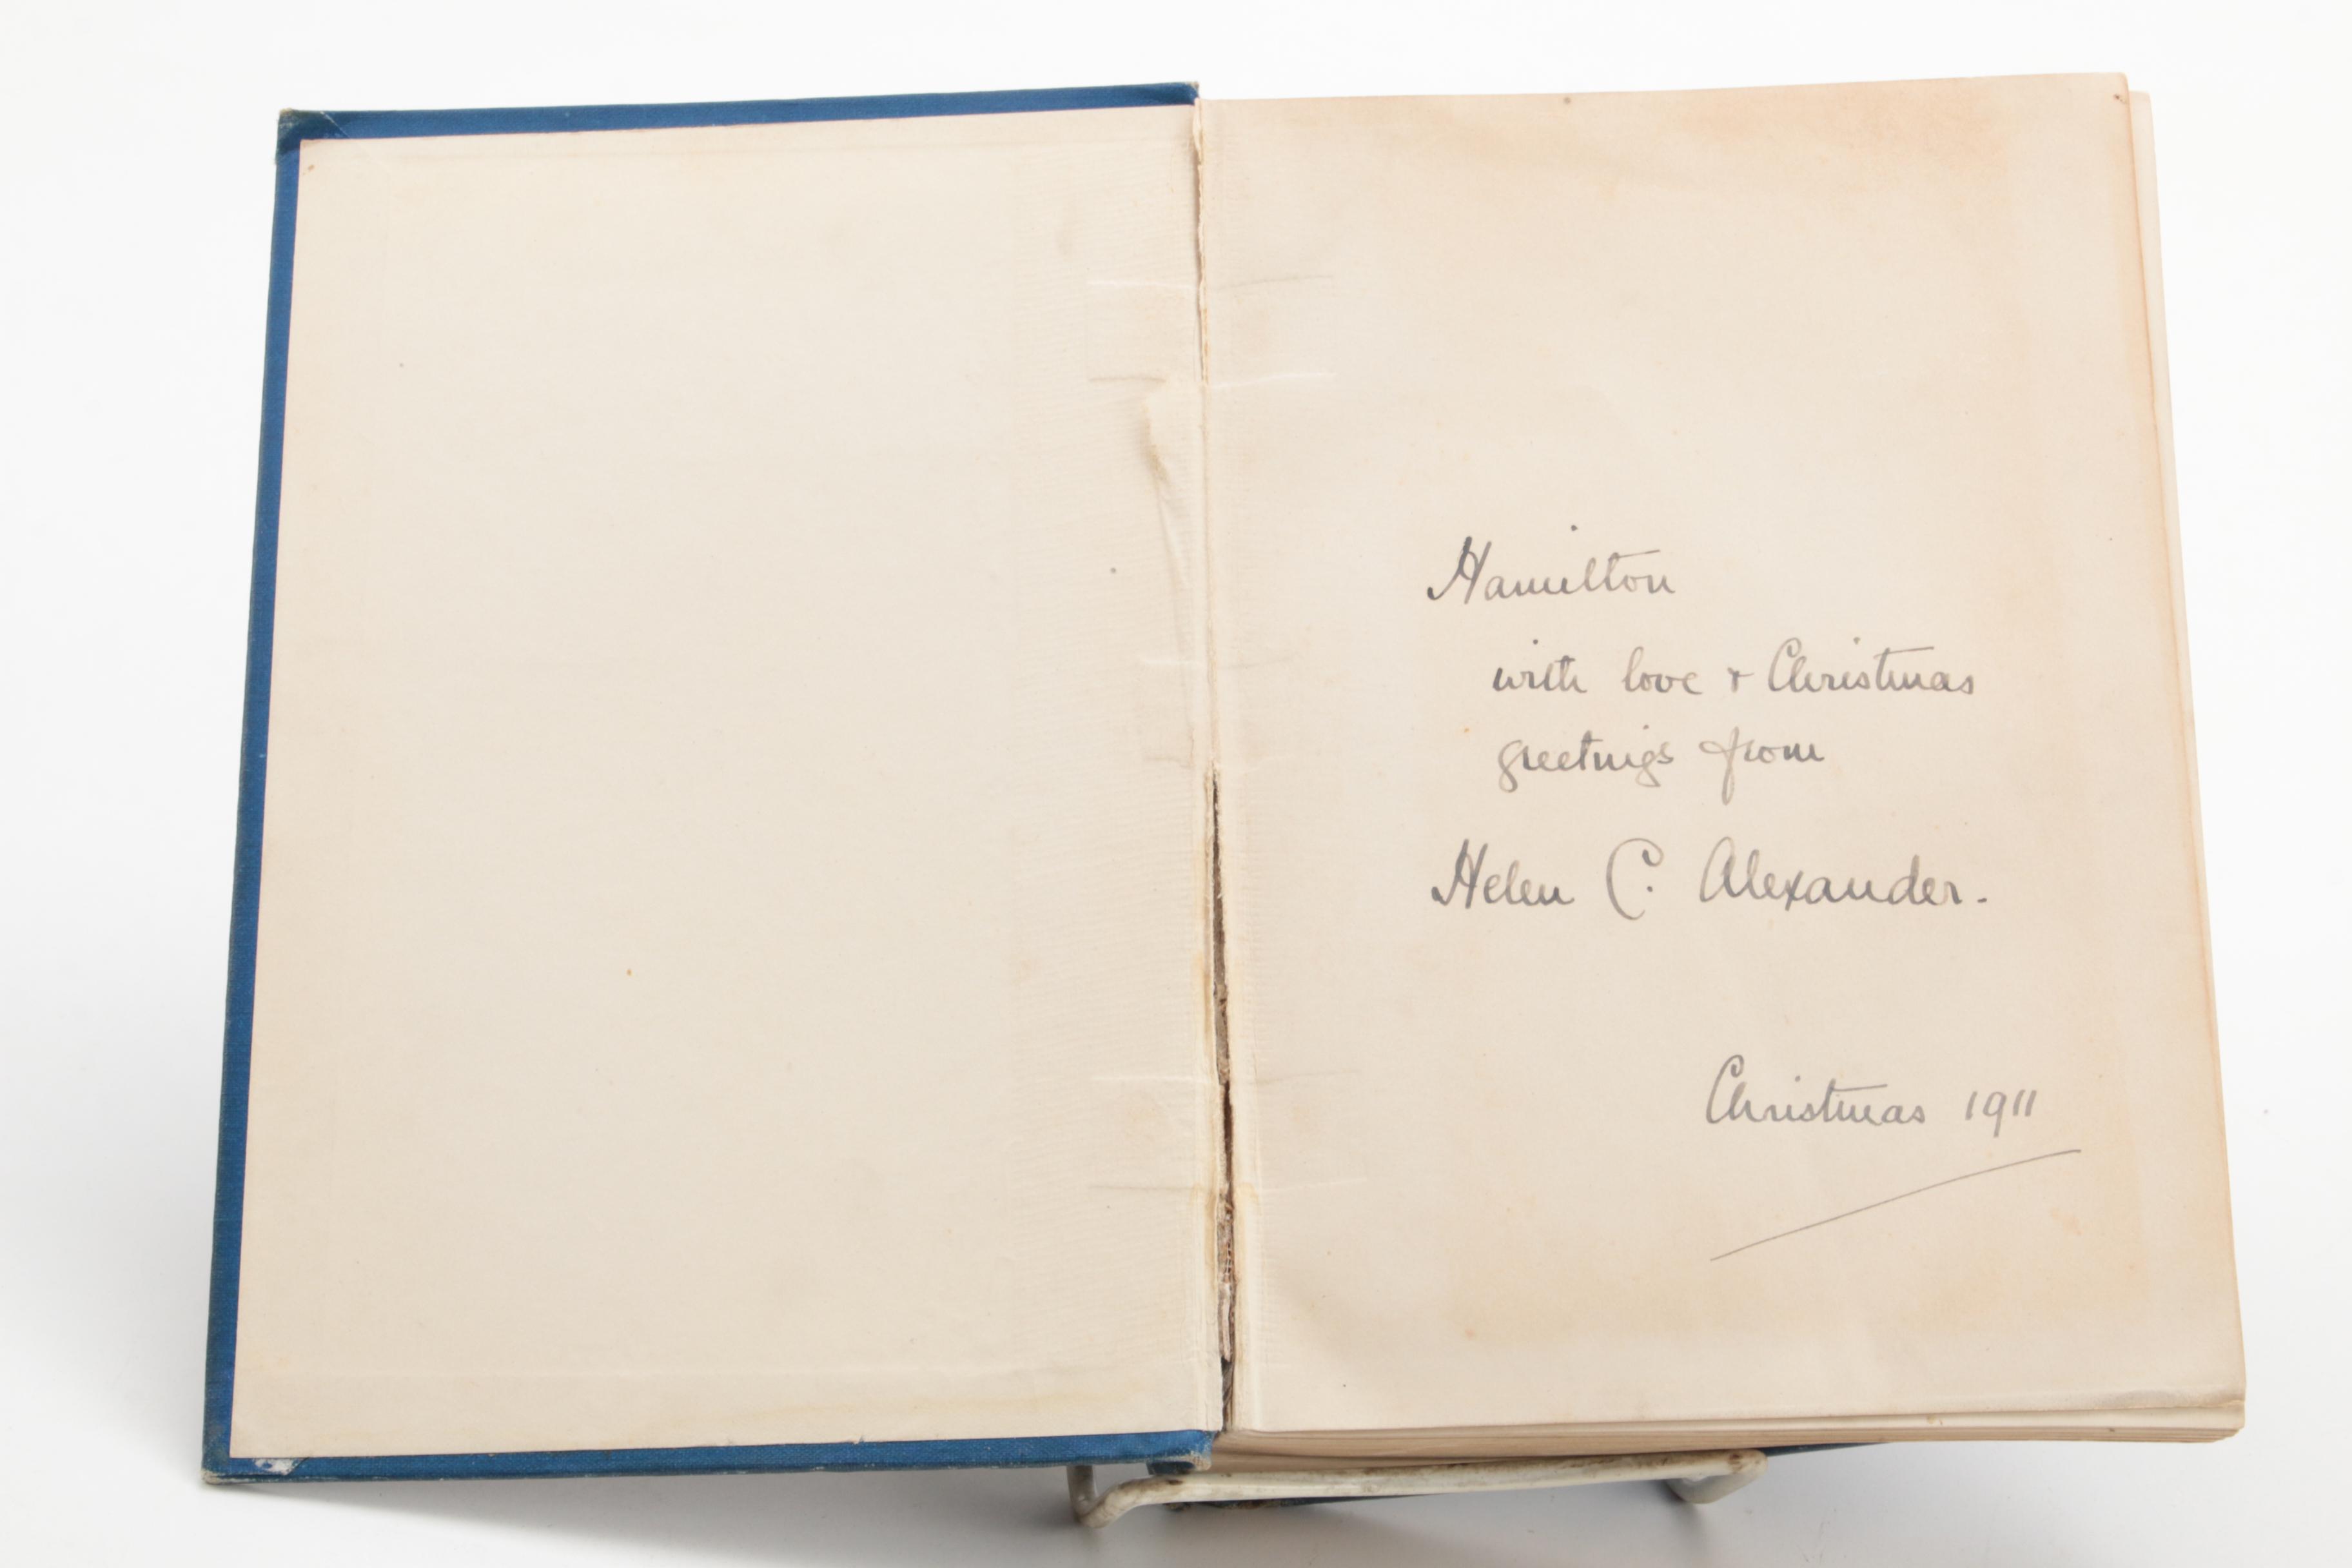 Hamilton
with love & Christmas
greetings from
Helen C. Alexander.
Christmas 1911